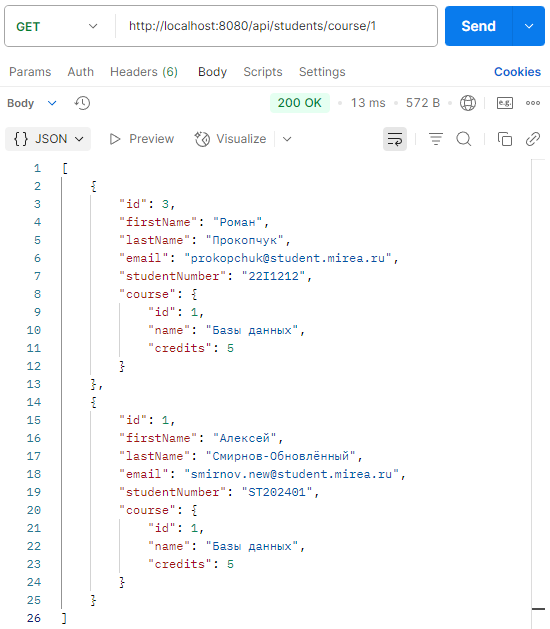 GET http://localhost:8080/api/students/course/1 Send
Params Auth Headers (6) Body Scripts Settings Cookies
Body 200 OK 13 ms 572 B e.g.
{} JSON Preview Visualize
1 [
2 {
3 "id": 3,
4 "firstName": "Роман",
5 "lastName": "Прокопчук",
6 "email": "prokopchuk@student.mirea.ru",
7 "studentNumber": "22I1212",
8 "course": {
9 "id": 1,
10 "name": "Базы данных",
11 "credits": 5
12 }
13 },
14 {
15 "id": 1,
16 "firstName": "Алексей",
17 "lastName": "Смирнов-Обновлённый",
18 "email": "smirnov.new@student.mirea.ru",
19 "studentNumber": "ST202401",
20 "course": {
21 "id": 1,
22 "name": "Базы данных",
23 "credits": 5
24 }
25 }
26 ]